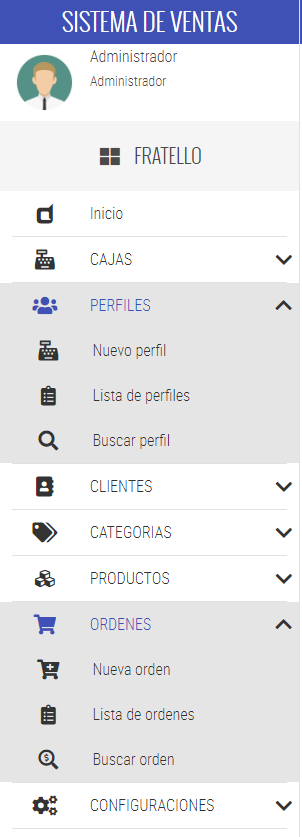 SISTEMA DE VENTAS
Administrador
Administrador
FRATELLO
Inicio
CAJAS
PERFILES
Nuevo perfil
Lista de perfiles
Buscar perfil
CLIENTES
CATEGORIAS
PRODUCTOS
ORDENES
Nueva orden
Lista de ordenes
Buscar orden
CONFIGURACIONES